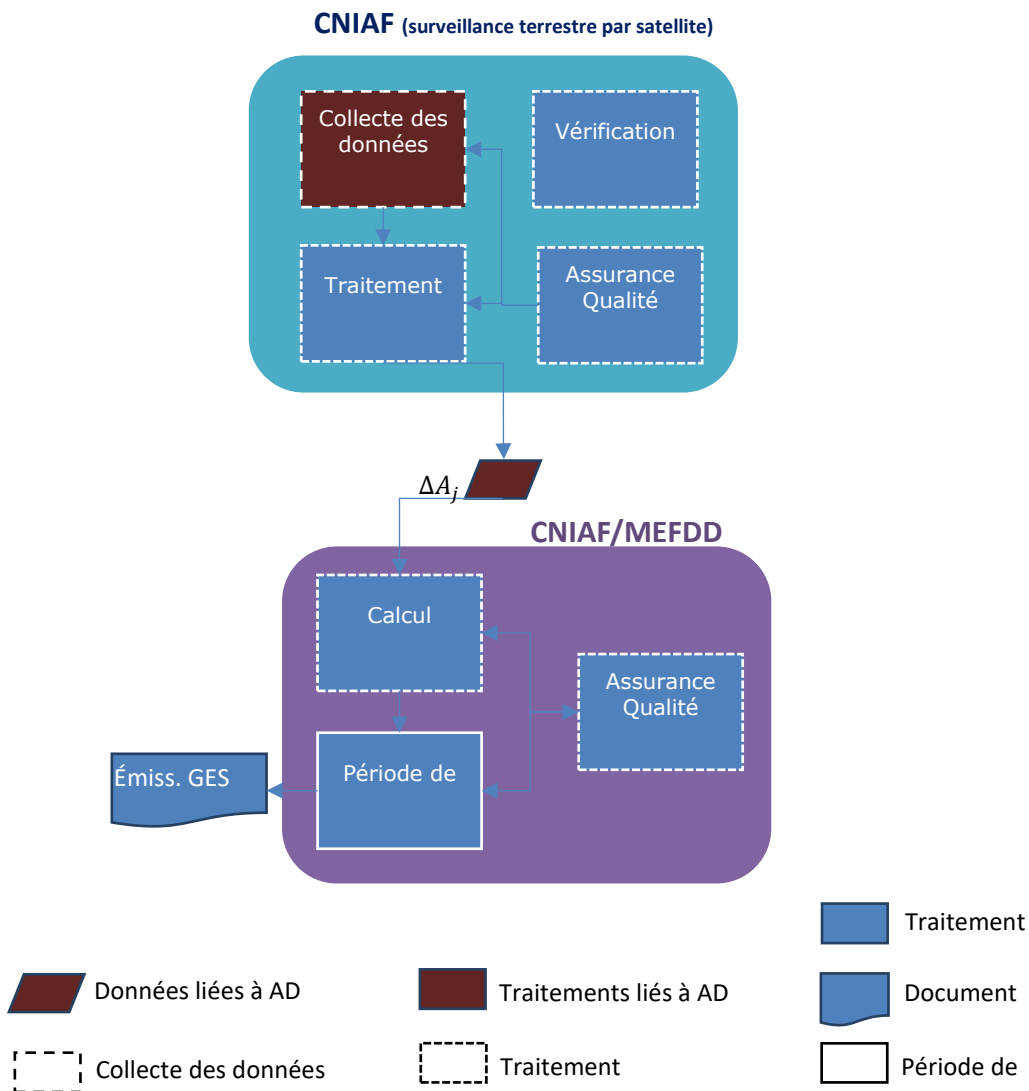 CNIAF (surveillance terrestre par satellite)
Collecte des
données
Vérification
Traitement
Assurance
Qualité
ΔAⱼ
CNIAF/MEFDD
Calcul
Assurance
Qualité
Période de
Émiss. GES
Traitement
Données liées à AD
Traitements liés à AD
Document
Collecte des données
Traitement
Période de